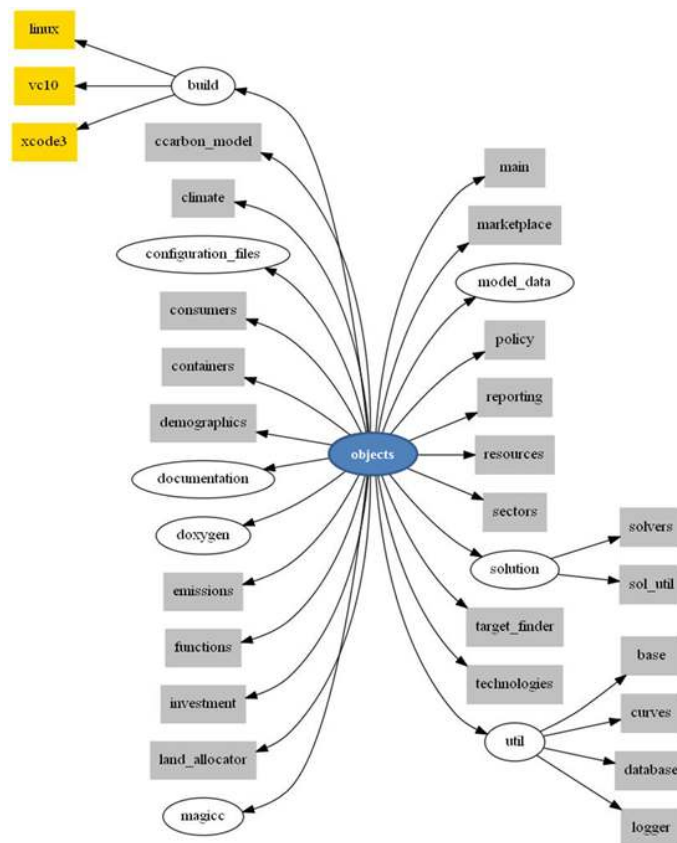 linux
vc10
xcode3
build
ccarbon_model
climate
configuration_files
consumers
containers
demographics
documentation
doxygen
emissions
functions
investment
land_allocator
magicc
objects
main
marketplace
model_data
policy
reporting
resources
sectors
solution
target_finder
technologies
util
solvers
sol_util
base
curves
database
logger